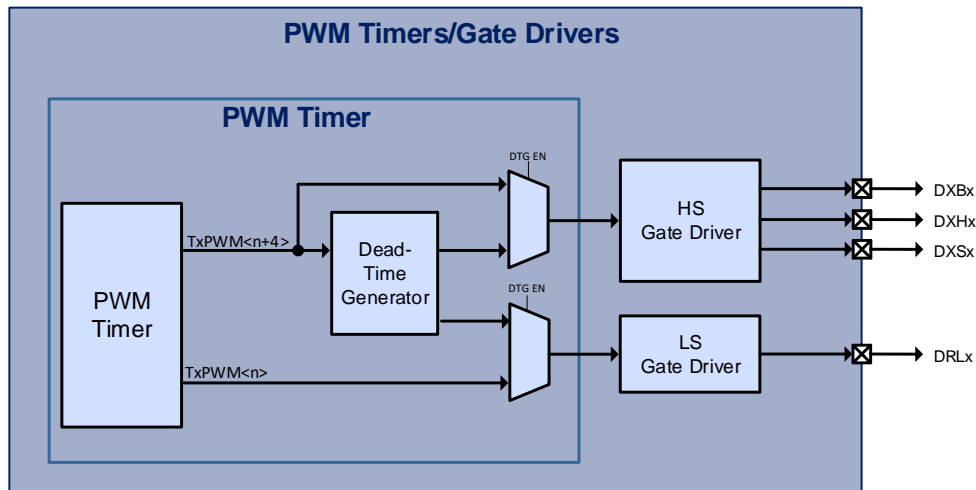 PWM Timers/Gate Drivers
PWM Timer
DTG EN
TxPWM<n+4>
Dead-
Time
Generator
HS
Gate Driver
DXBx
DXHx
DXSx
PWM
Timer
DTG EN
TxPWM<n>
LS
Gate Driver
DRLx